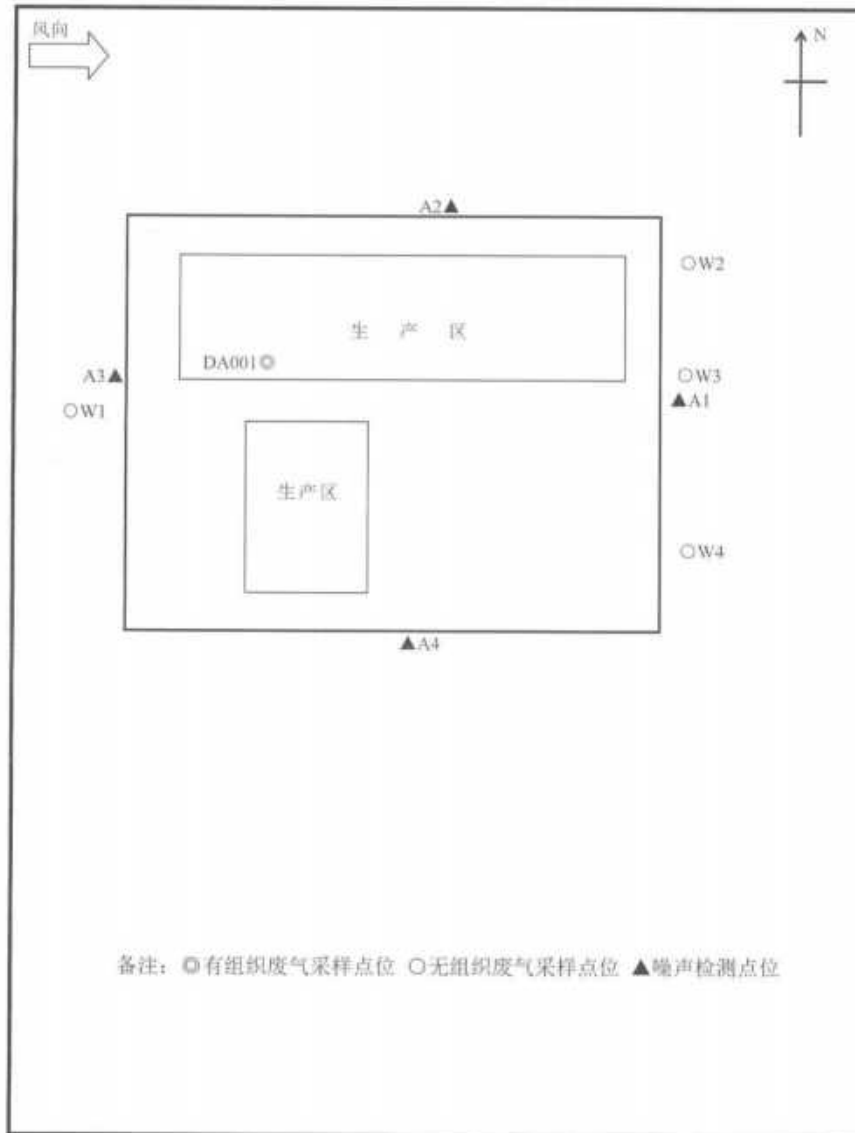 风向
N
A2▲
○W2
生 产 区
DA001◎
○W3
A3▲
▲A1
○W1
生产区
○W4
▲A4
备注：◎有组织废气采样点位 ○无组织废气采样点位 ▲噪声检测点位